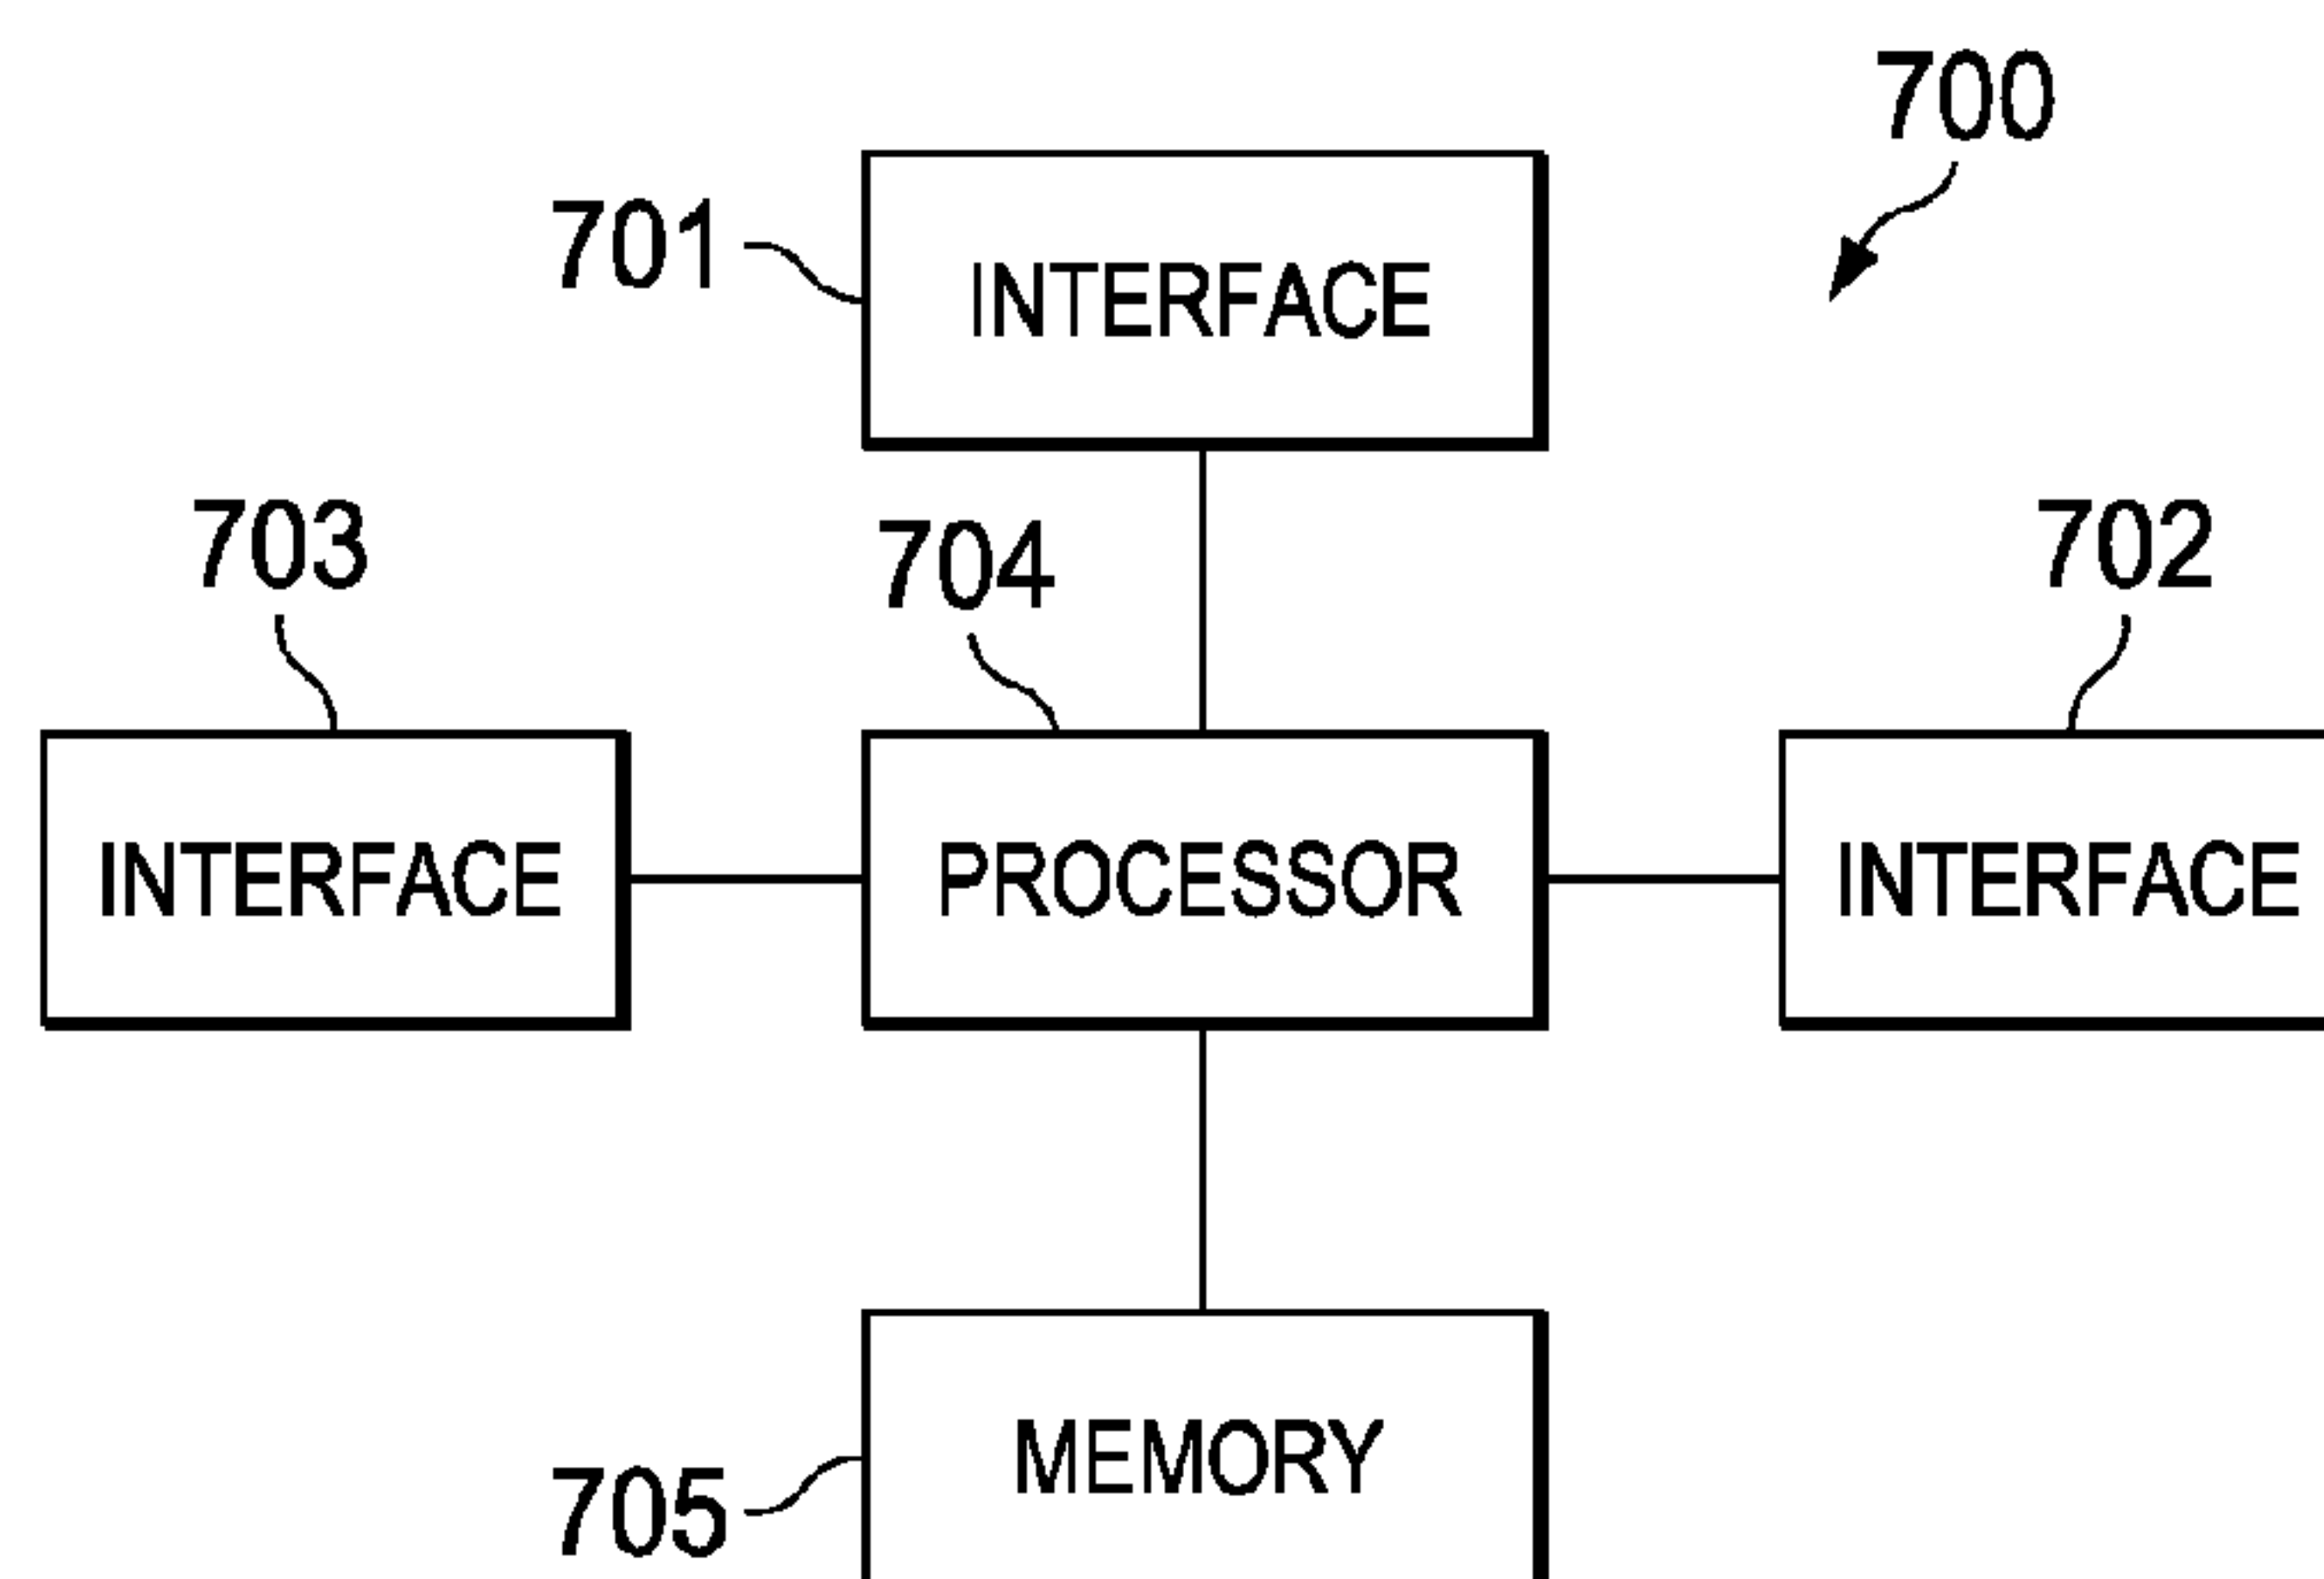 700
701
INTERFACE
703
704
702
INTERFACE
PROCESSOR
INTERFACE
MEMORY
705